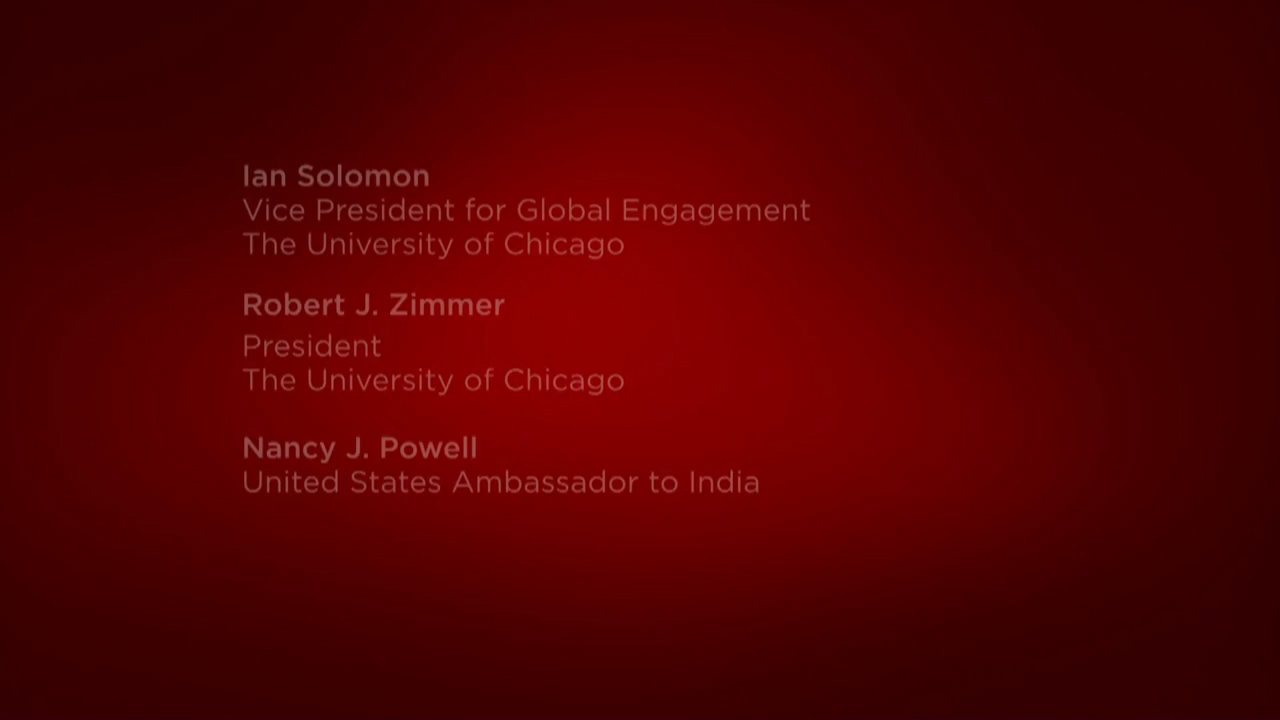 Ian Solomon
Vice President for Global Engagement
The University of Chicago
Robert J. Zimmer
President
The University of Chicago
Nancy J. Powell
United States Ambassador to India